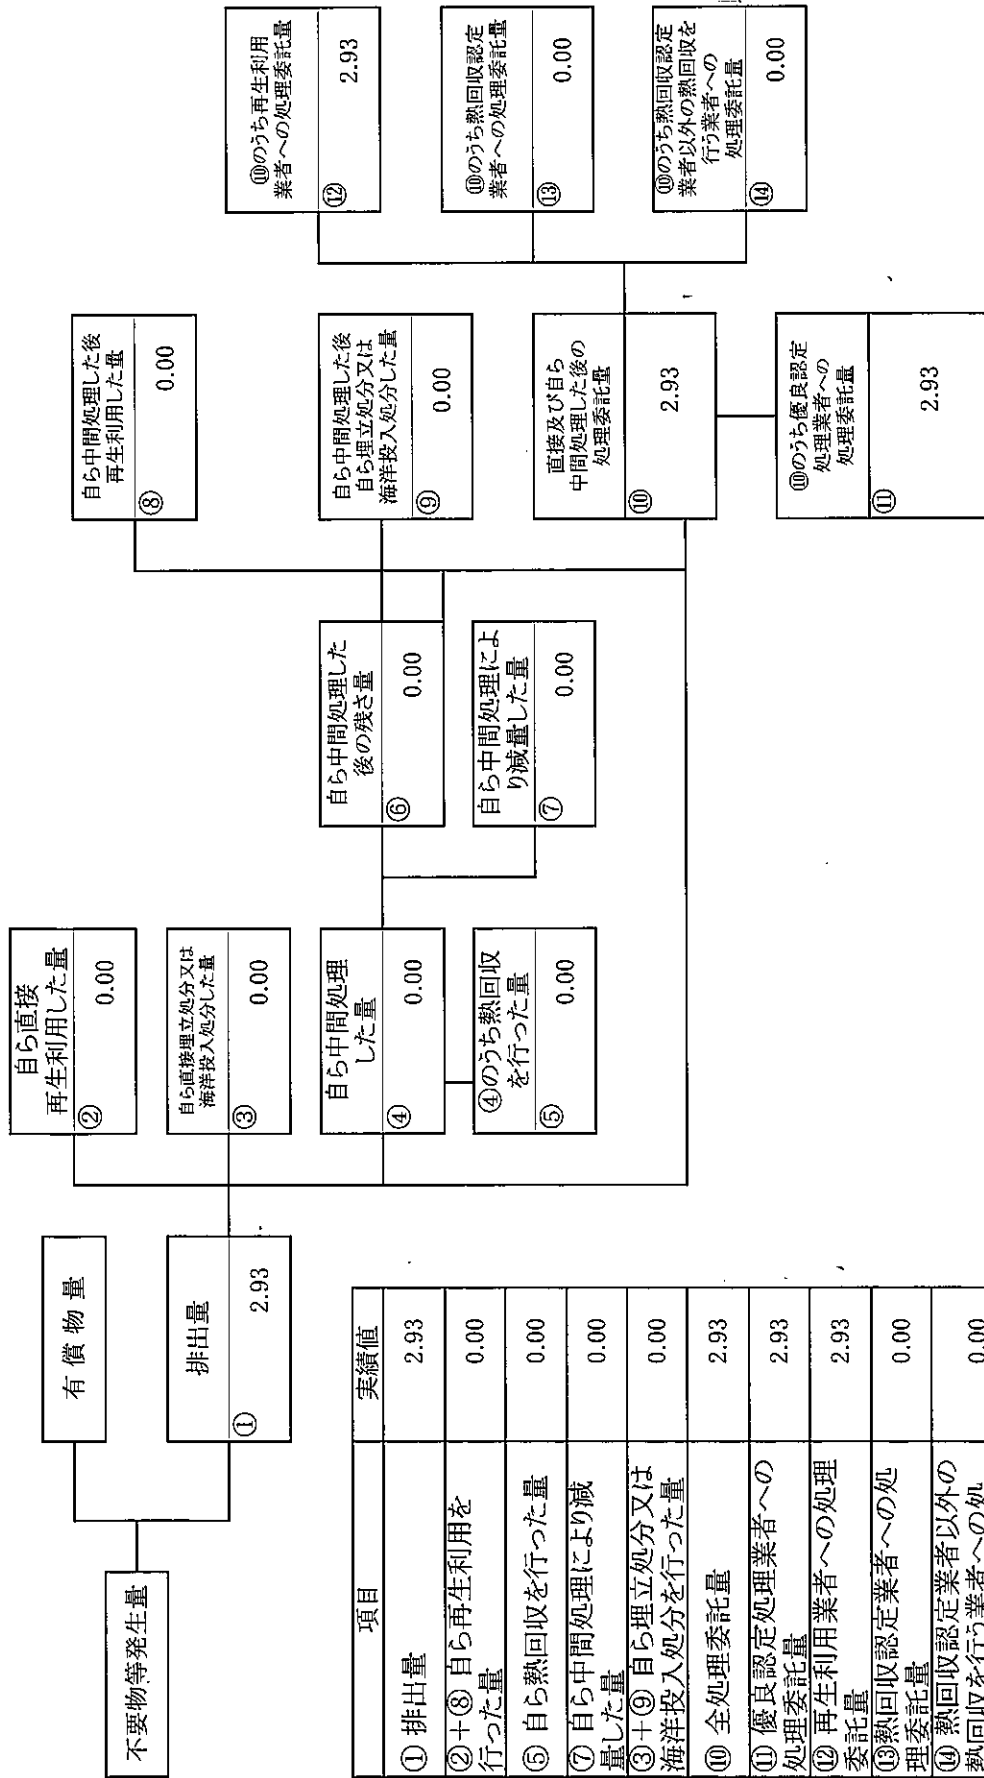 不要物等発生量
有償物量
排出量
①
2.93
自ら直接
再生利用した量
②
0.00
自ら直接埋立処分又は
海洋投入処分した量
③
0.00
自ら中間処理
した量
④
0.00
④のうち熱回収
を行った量
⑤
0.00
自ら中間処理した
後の残さ量
⑥
0.00
自ら中間処理によ
り減量した量
⑦
0.00
自ら中間処理した後
再生利用した量
⑧
0.00
自ら中間処理した後
自ら埋立処分又は
海洋投入処分した量
⑨
0.00
直接及び自ら
中間処理した後の
処理委託量
⑩
2.93
⑩のうち優良認定
処理業者への
処理委託量
⑪
2.93
⑩のうち再生利用
業者への処理委託量
⑫
2.93
⑩のうち熱回収認定
業者への処理委託量
⑬
0.00
⑩のうち熱回収認定
業者以外の熱回収を
行う業者への
処理委託量
⑭
0.00
項目 実績値
① 排出量 2.93
②＋⑧ 自ら再生利用を
行った量 0.00
⑤ 自ら熱回収を行った量 0.00
⑦ 自ら中間処理により減
量した量 0.00
③＋⑨ 自ら埋立処分又は
海洋投入処分を行った量 0.00
⑩ 全処理委託量 2.93
⑪ 優良認定処理業者への
処理委託量 2.93
⑫ 再生利用業者への処理
委託量 2.93
⑬熱回収認定業者への処
理委託量 0.00
⑭ 熱回収認定業者以外の
熱回収を行う業者への処 0.00